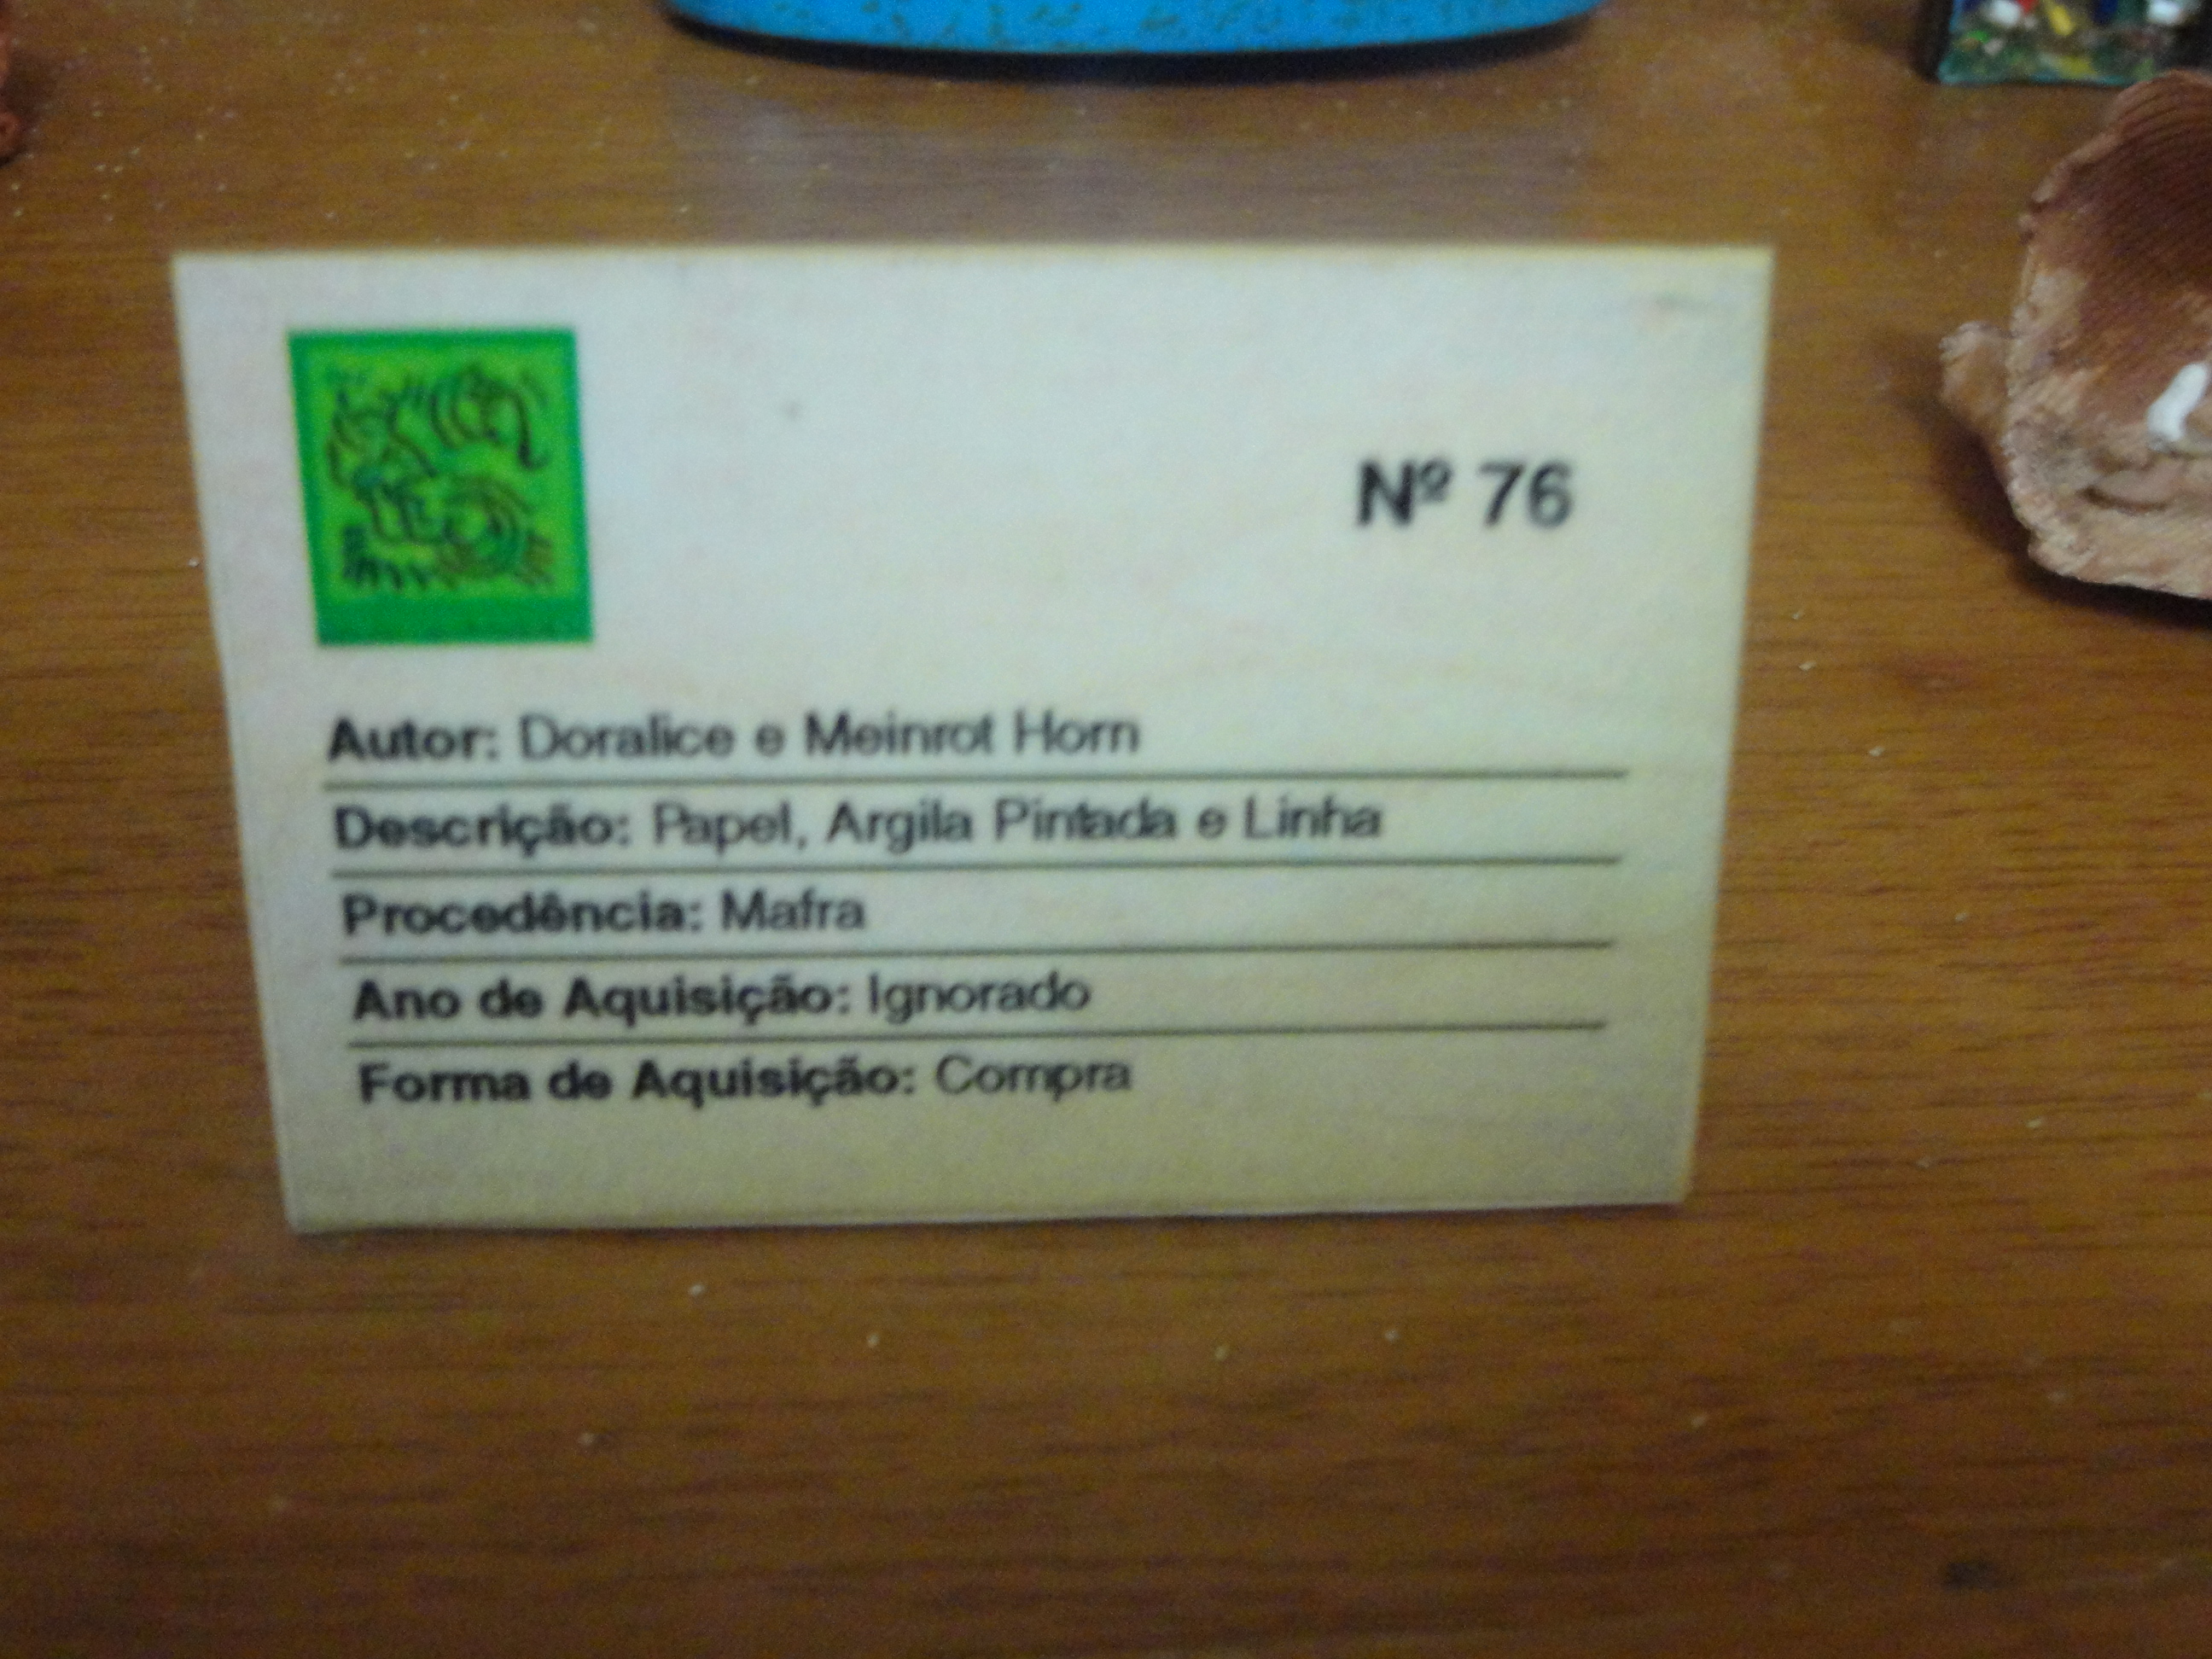 Nº 76
Autor: Doralice e Meinrot Horn
Descrição: Papel, Argila Pintada e Linha
Procedência: Mafra
Ano de Aquisição: Ignorado
Forma de Aquisição: Compra